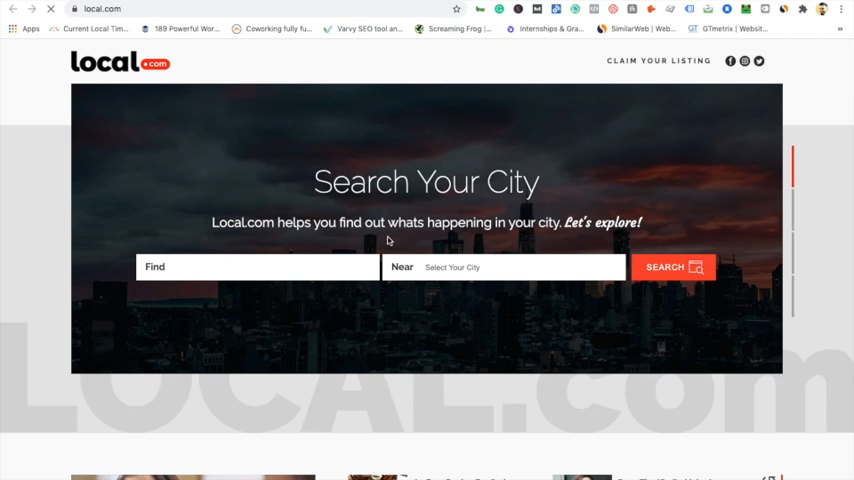 local.com
Apps Current Local Tim... 189 Powerful Wor... Coworking fully fu... Varvy SEO tool an... Screaming Frog |... Internships & Gra... SimilarWeb | Web... GTmetrix | Websit... »
local .com
CLAIM YOUR LISTING
Search Your City
Local.com helps you find out whats happening in your city. Let's explore!
Find
Near Select Your City
SEARCH
LOCAL.com